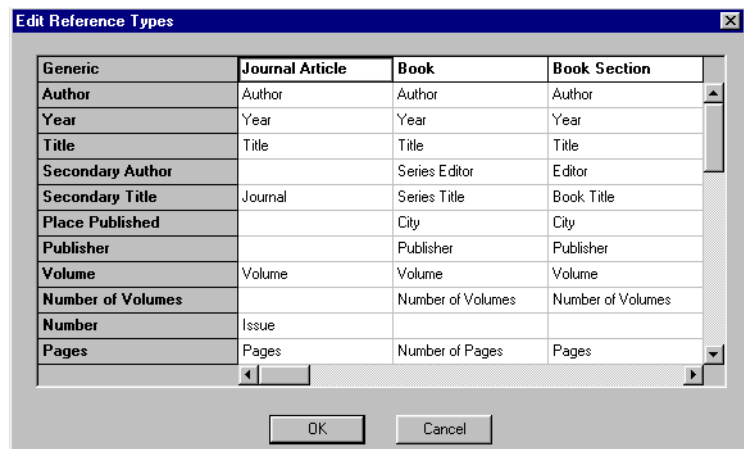 Edit Reference Types
Generic Journal Article Book Book Section
Author Author Author Author
Year Year Year Year
Title Title Title Title
Secondary Author Series Editor Editor
Secondary Title Journal Series Title Book Title
Place Published City City
Publisher Publisher Publisher
Volume Volume Volume Volume
Number of Volumes Number of Volumes Number of Volumes
Number Issue
Pages Pages Number of Pages Pages
OK Cancel